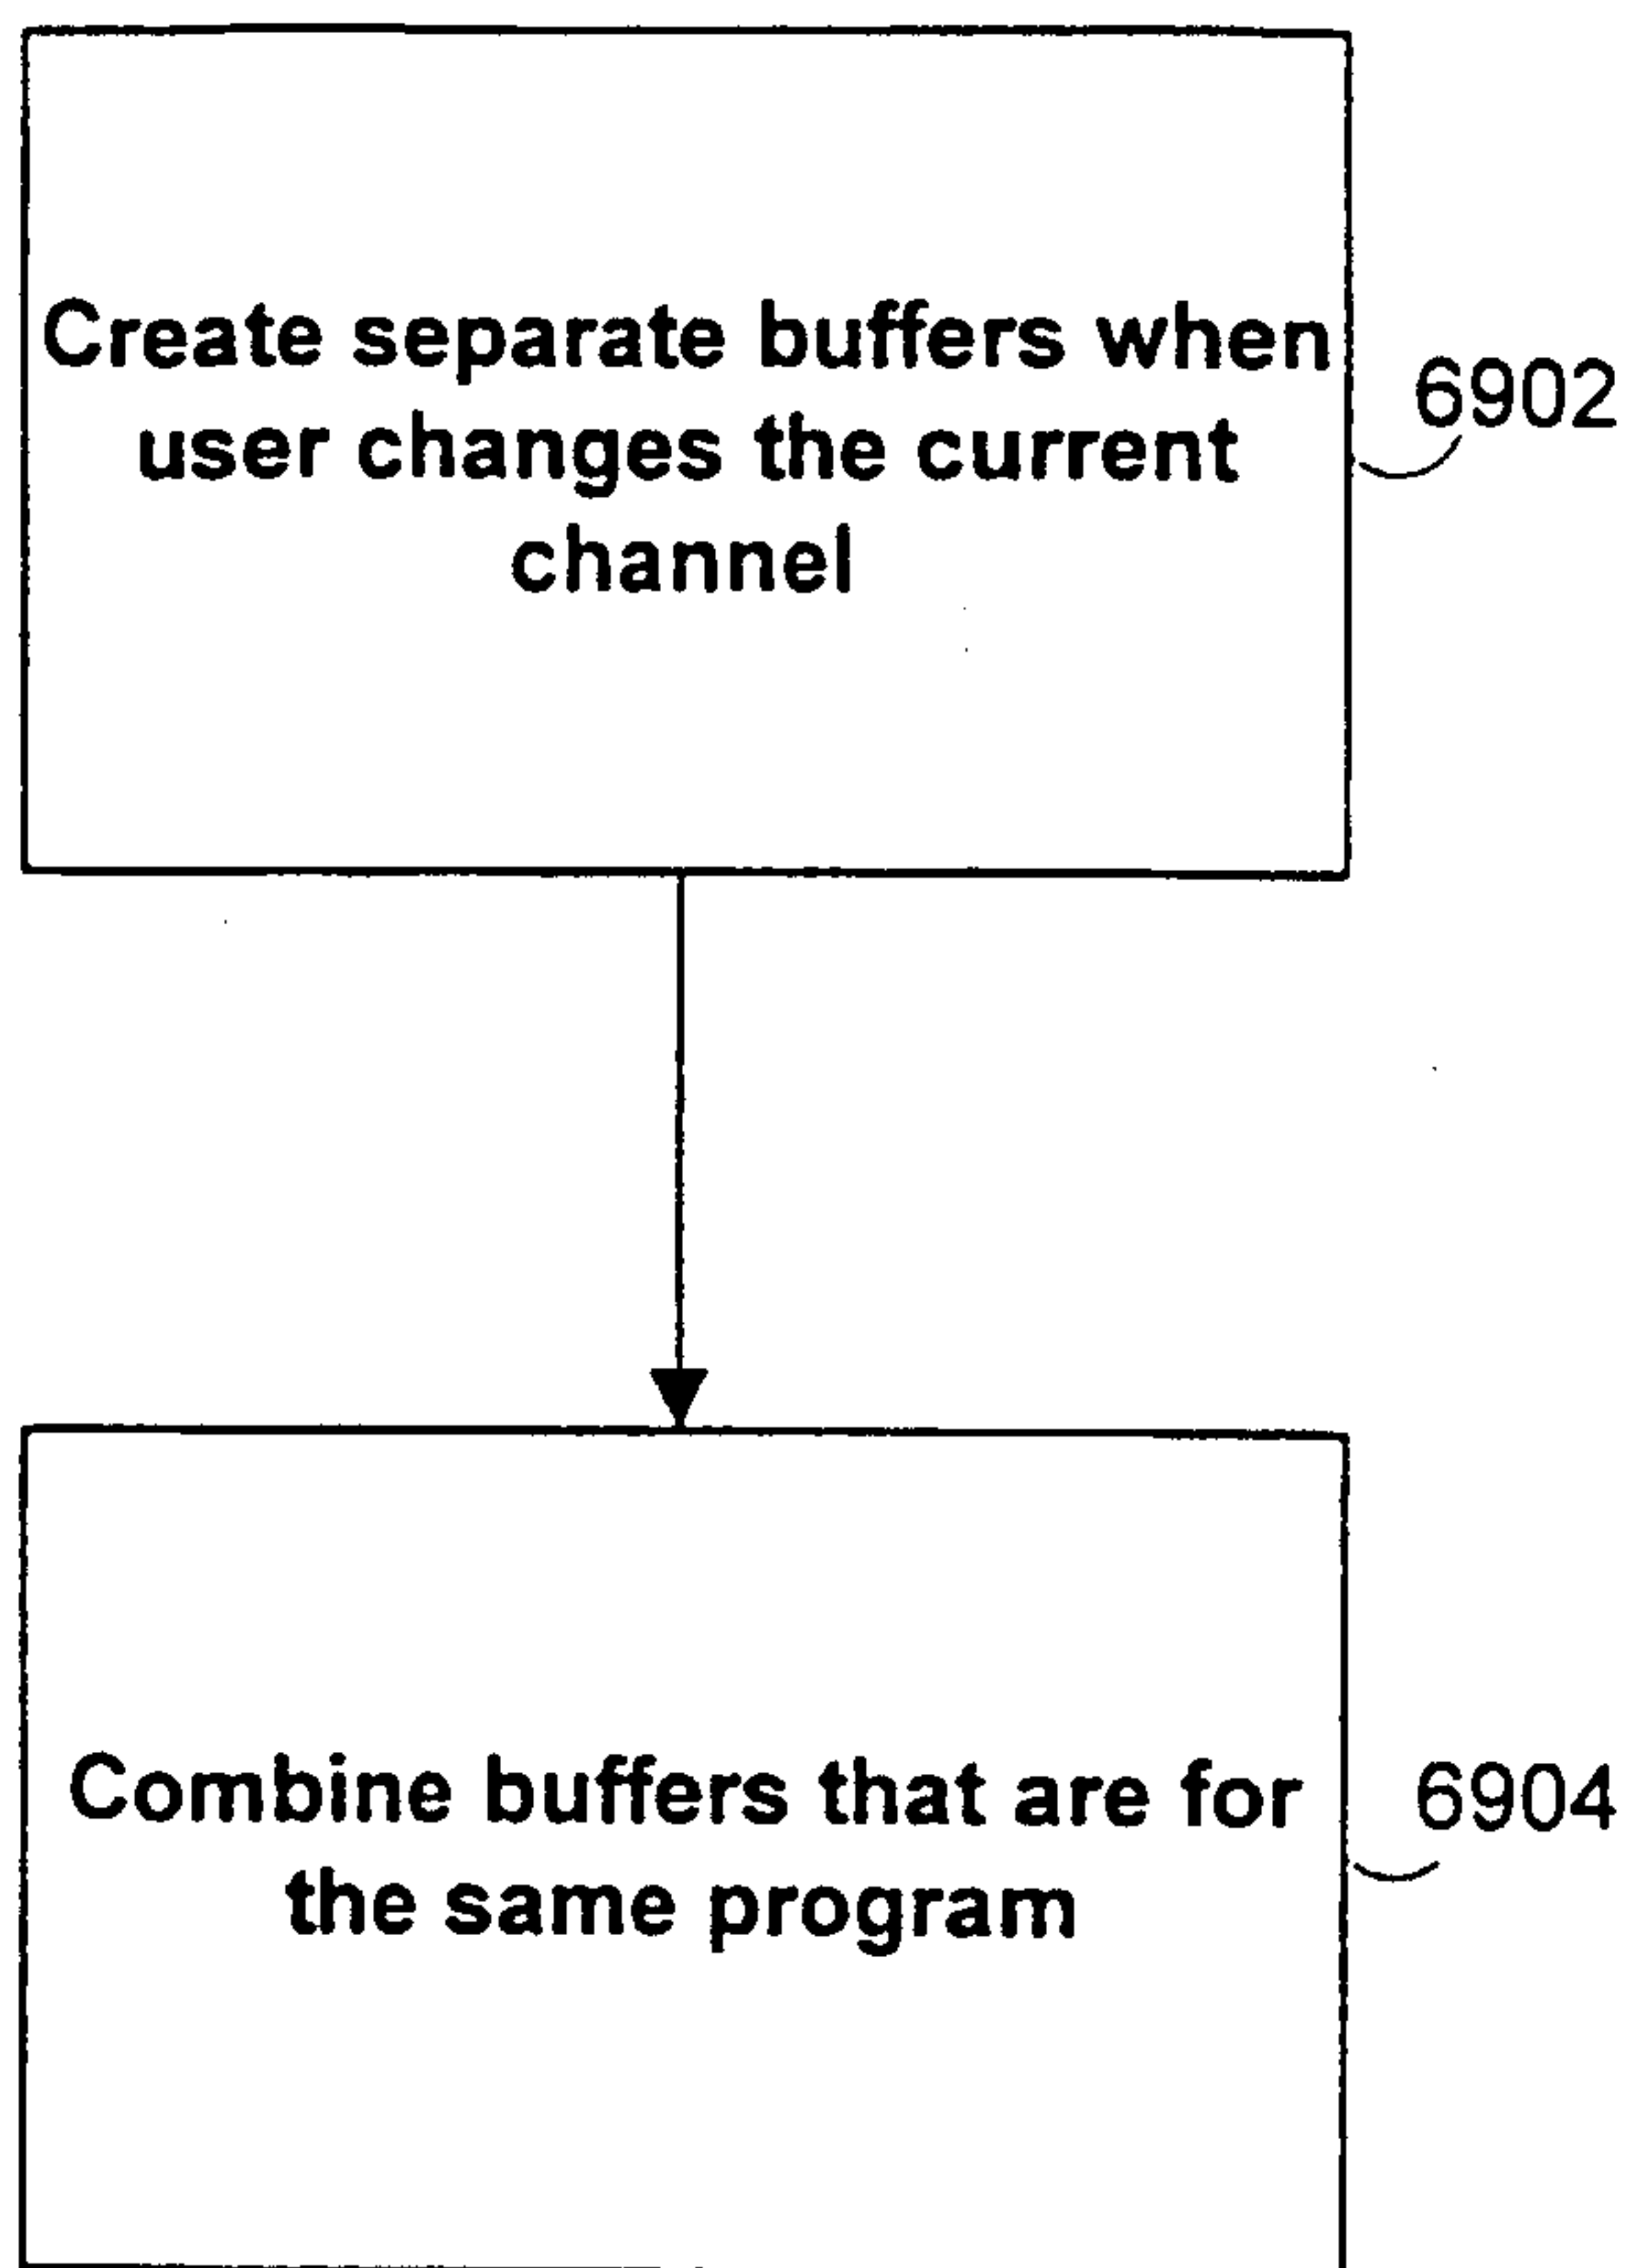 Create separate buffers when
user changes the current
channel
6902
Combine buffers that are for
the same program
6904